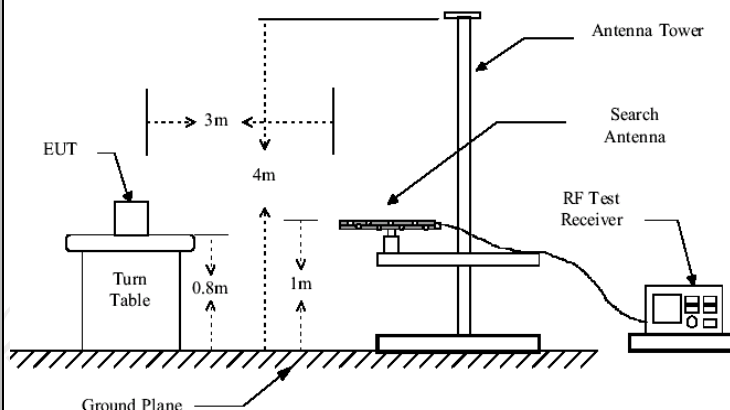 Antenna Tower
3m
Search
Antenna
EUT
4m
RF Test
Receiver
Turn
Table
0.8m
1m
Ground Plane